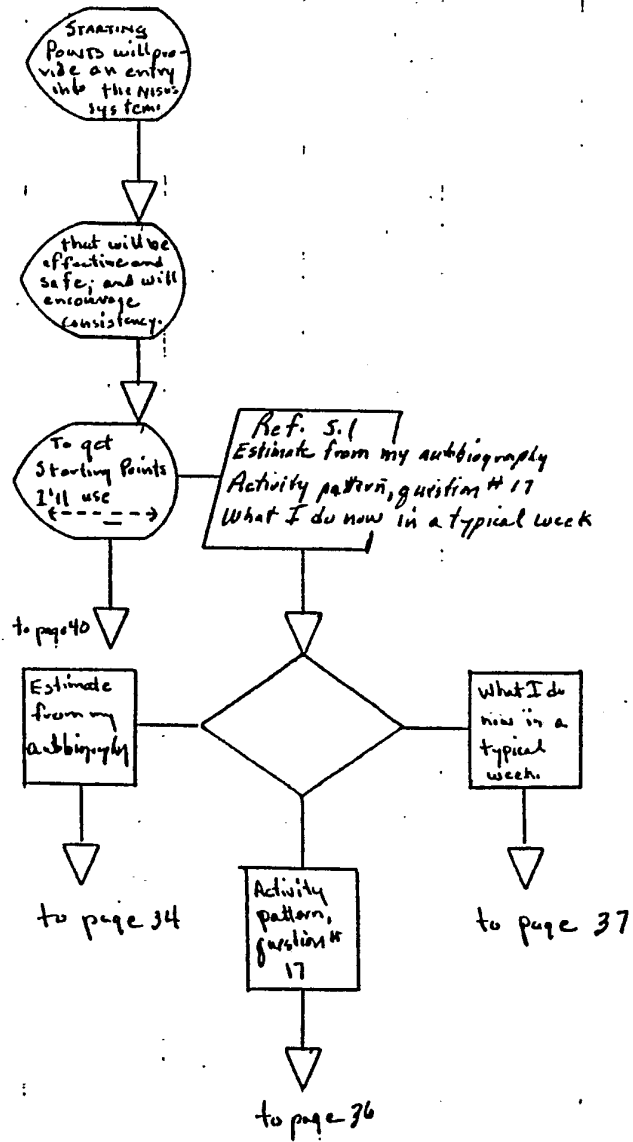 STARTING
POINTS will pro-
vide an entry
into the NISUS
system.
that will be
effective and
safe; and will
encourage
consistency.
To get
Starting Points
I'll use
Ref. 5.1
Estimate from my autobiography
Activity pattern, question # 17
What I do now in a typical week
to page 40
Estimate
from my
autobiography
What I do
now in a
typical
week.
Activity
pattern,
question #
17
to page 34
to page 37
to page 36